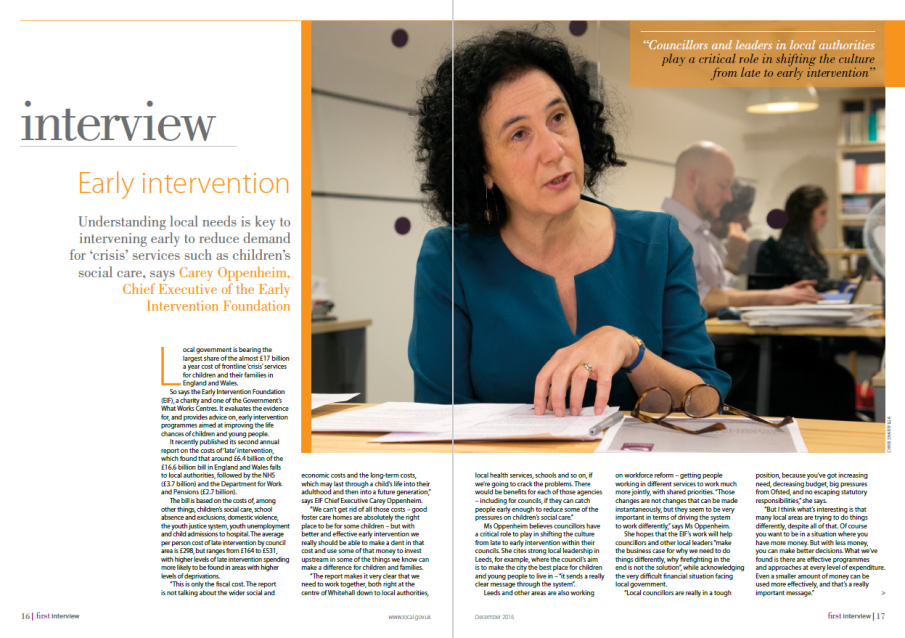 “Councillors and leaders in local authorities
play a critical role in shifting the culture
from late to early intervention”
interview
Early intervention
Understanding local needs is key to
intervening early to reduce demand
for ‘crisis’ services such as children’s
social care, says Carey Oppenheim,
Chief Executive of the Early
Intervention Foundation
Local government is bearing the
largest share of the almost £17 billion
a year cost of frontline ‘crisis’ services
for children and their families in
England and Wales.
So says the Early Intervention Foundation
(EIF), a charity and one of the Government’s
What Works Centres. It evaluates the evidence
for, and provides advice on, early intervention
programmes aimed at improving the life
chances of children and young people.
It recently published its second annual
report on the costs of ‘late’ intervention,
which found that around £6.4 billion of the
£16.6 billion bill in England and Wales falls
to local authorities, followed by the NHS
(£3.7 billion) and the Department for Work
and Pensions (£2.7 billion).
The bill is based on the costs of, among
other things, children’s social care, school
absence and exclusions, domestic violence,
the youth justice system, youth unemployment
and child admissions to hospital. The average
per person cost of late intervention by council
area is £298, but ranges from £164 to £531,
with higher levels of late intervention spending
more likely to be found in areas with higher
levels of deprivations.
“This is only the fiscal cost. The report
is not talking about the wider social and
economic costs and the long-term costs,
which may last through a child’s life into their
adulthood and then into a future generation,”
says EIF Chief Executive Carey Oppenheim.
“We can’t get rid of all those costs – good
foster care homes are absolutely the right
place to be for some children – but with
better and effective early intervention we
really should be able to make a dent in that
cost and use some of that money to invest
upstream in some of the things we know can
make a difference for children and families.
“The report makes it very clear that we
need to work together, both right at the
centre of Whitehall down to local authorities,
local health services, schools and so on, if
we’re going to crack the problems. There
would be benefits for each of those agencies
– including for councils, if they can catch
people early enough to reduce some of the
pressures on children’s social care.”
Ms Oppenheim believes councillors have
a critical role to play in shifting the culture
from late to early intervention within their
councils. She cites strong local leadership in
Leeds, for example, where the council’s aim
is to make the city the best place for children
and young people to live in – “it sends a really
clear message through the system”.
Leeds and other areas are also working
on workforce reform – getting people
working in different services to work much
more jointly, with shared priorities. “Those
changes are not changes that can be made
instantaneously, but they seem to be very
important in terms of driving the system
to work differently,” says Ms Oppenheim.
She hopes that the EIF’s work will help
councillors and other local leaders “make
the business case for why we need to do
things differently, why firefighting in the
end is not the solution”, while acknowledging
the very difficult financial situation facing
local government.
“Local councillors are really in a tough
position, because you’ve got increasing
need, decreasing budget, big pressures
from Ofsted, and no escaping statutory
responsibilities,” she says.
“But I think what’s interesting is that
many local areas are trying to do things
differently, despite all of that. Of course
you want to be in a situation where you
have more money. But with less money,
you can make better decisions. What we’ve
found is there are effective programmes
and approaches at every level of expenditure.
Even a smaller amount of money can be
used more effectively, and that’s a really
important message.” >
16 | first interview
www.local.gov.uk
December 2016
first interview | 17